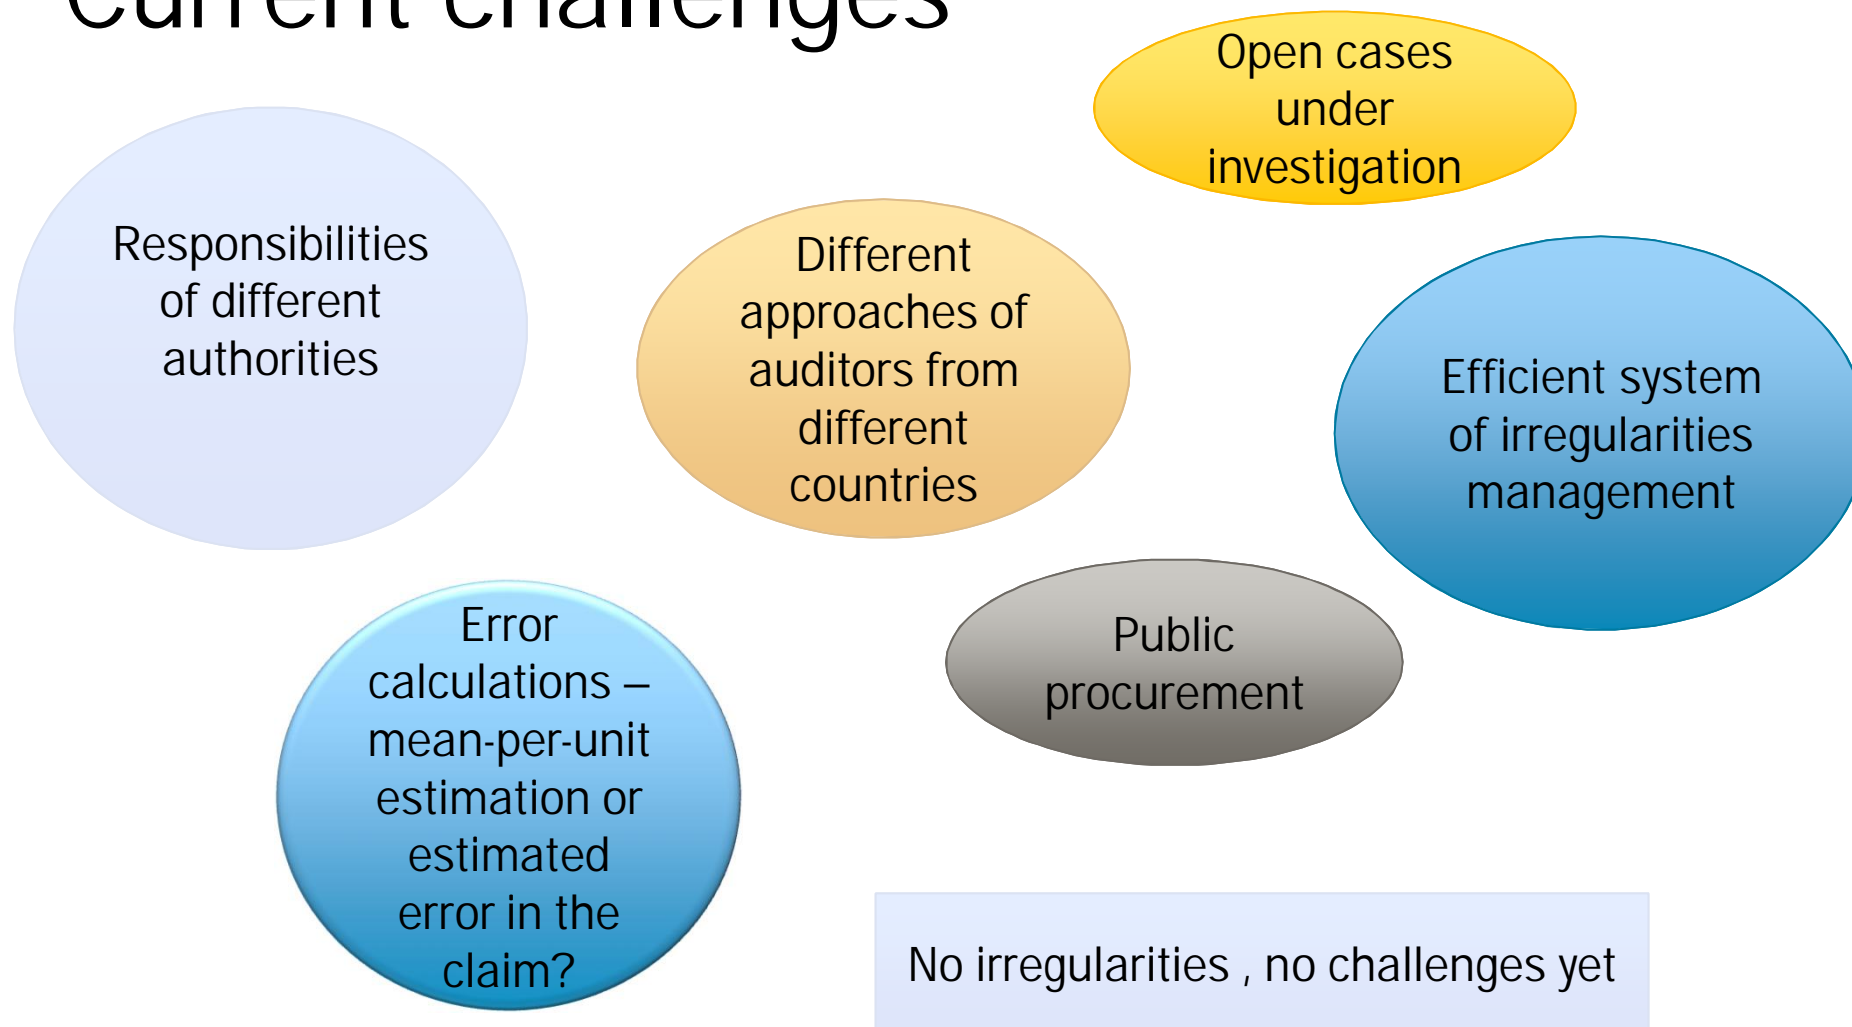 Current challenges
Open cases
under
investigation
Responsibilities
of different
authorities
Different
approaches of
auditors from
different
countries
Efficient system
of irregularities
management
Error
calculations –
mean-per-unit
estimation or
estimated
error in the
claim?
Public
procurement
No irregularities , no challenges yet